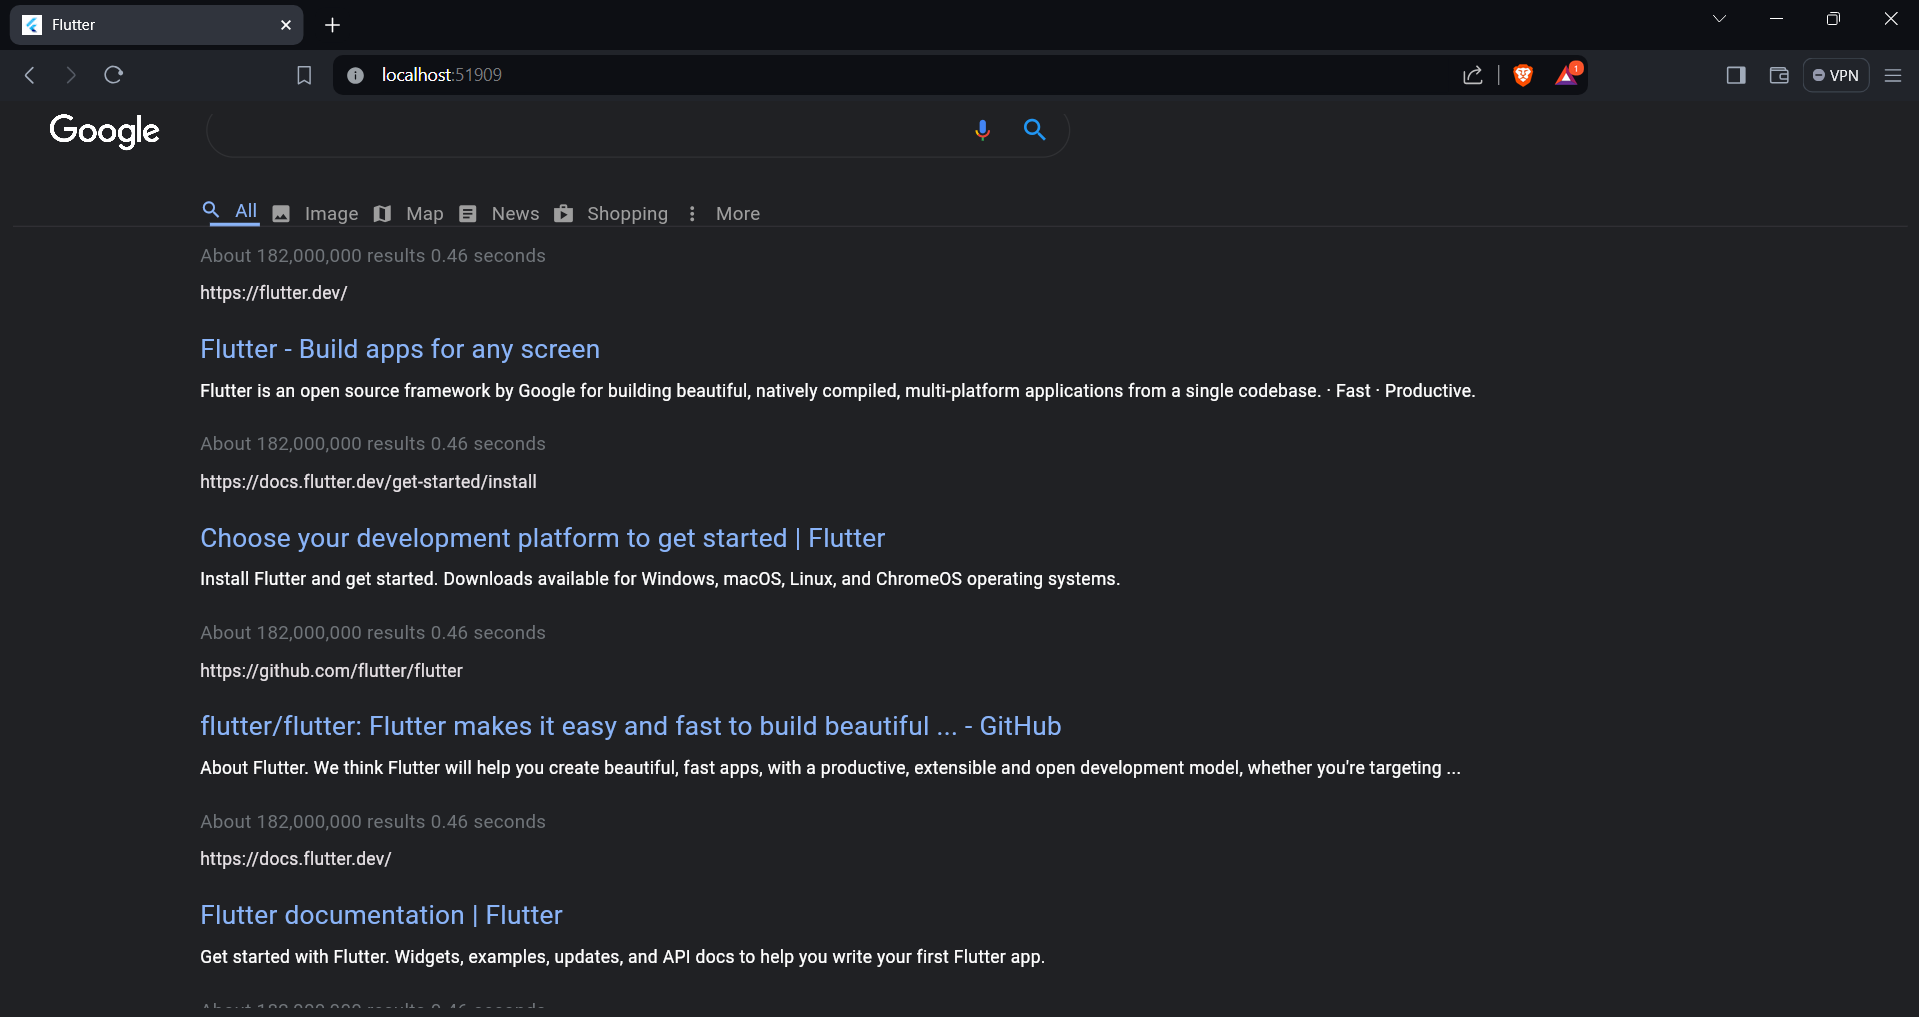 Flutter
localhost:51909
1
VPN
Google
All Image Map News Shopping More
About 182,000,000 results 0.46 seconds
https://flutter.dev/
Flutter - Build apps for any screen
Flutter is an open source framework by Google for building beautiful, natively compiled, multi-platform applications from a single codebase. · Fast · Productive.
About 182,000,000 results 0.46 seconds
https://docs.flutter.dev/get-started/install
Choose your development platform to get started | Flutter
Install Flutter and get started. Downloads available for Windows, macOS, Linux, and ChromeOS operating systems.
About 182,000,000 results 0.46 seconds
https://github.com/flutter/flutter
flutter/flutter: Flutter makes it easy and fast to build beautiful ... - GitHub
About Flutter. We think Flutter will help you create beautiful, fast apps, with a productive, extensible and open development model, whether you're targeting ...
About 182,000,000 results 0.46 seconds
https://docs.flutter.dev/
Flutter documentation | Flutter
Get started with Flutter. Widgets, examples, updates, and API docs to help you write your first Flutter app.